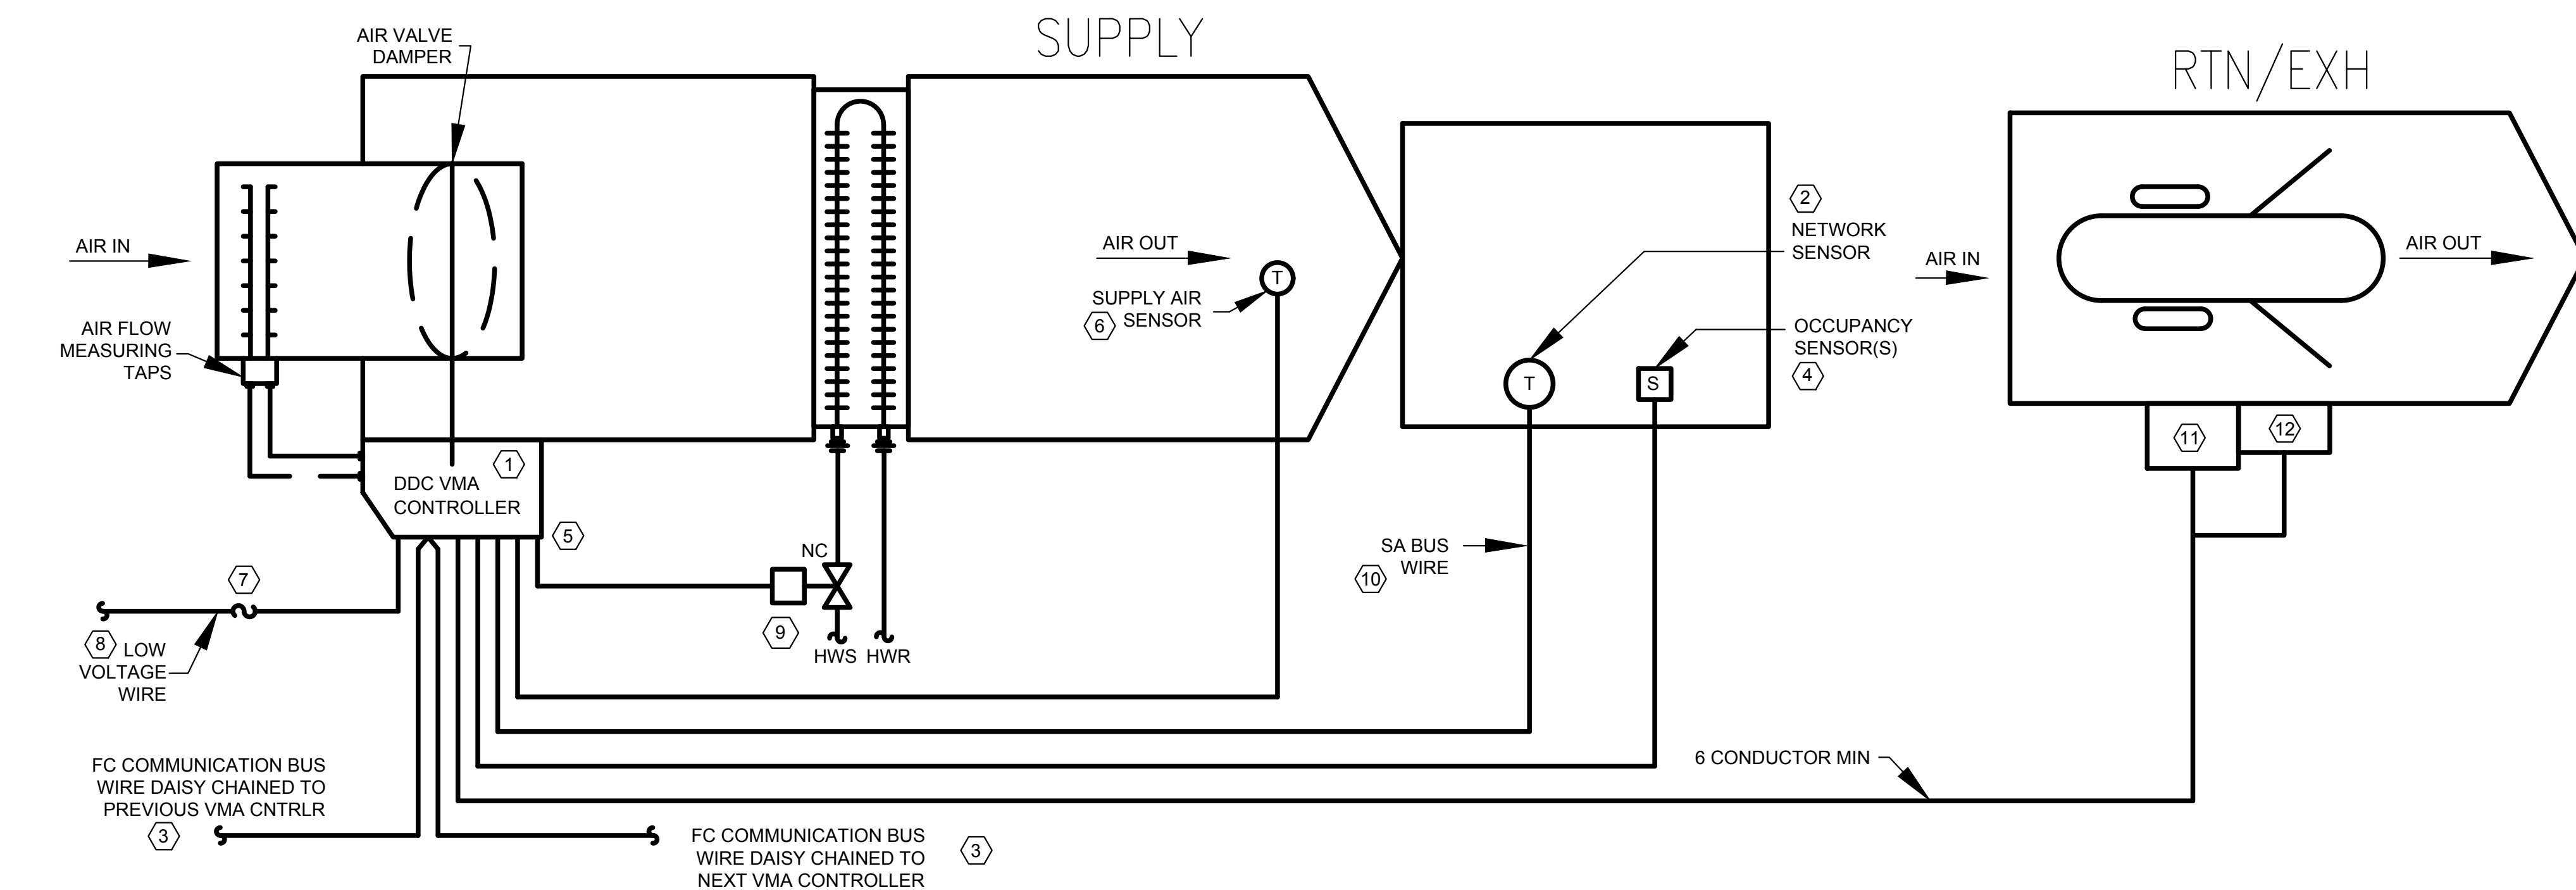 SUPPLY
RTN/EXH
AIR VALVE
DAMPER
AIR IN
AIR FLOW
MEASURING
TAPS
AIR OUT
T
SUPPLY AIR
6 SENSOR
2
NETWORK
SENSOR
OCCUPANCY
SENSOR(S)
4
T
S
AIR IN
AIR OUT
11
12
1
DDC VMA
CONTROLLER
5
NC
9
HWS HWR
SA BUS
WIRE
10
7
8 LOW
VOLTAGE
WIRE
6 CONDUCTOR MIN
FC COMMUNICATION BUS
WIRE DAISY CHAINED TO
PREVIOUS VMA CNTRLR
3
FC COMMUNICATION BUS
WIRE DAISY CHAINED TO
NEXT VMA CONTROLLER
3